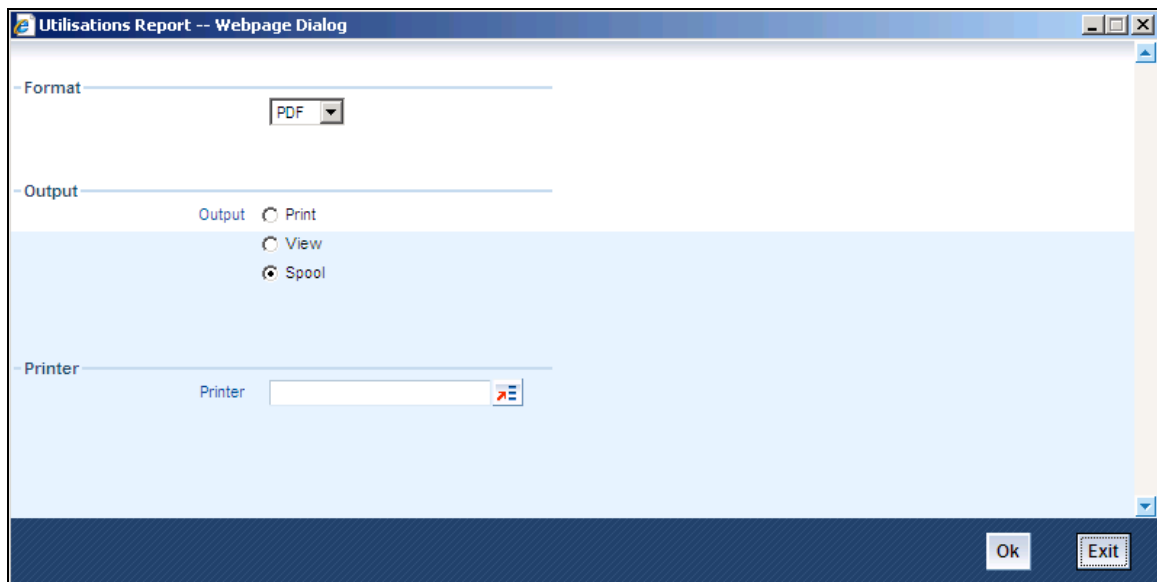 Utilisations Report -- Webpage Dialog
Format
PDF
Output
Output Print
View
Spool
Printer
Printer
Ok Exit